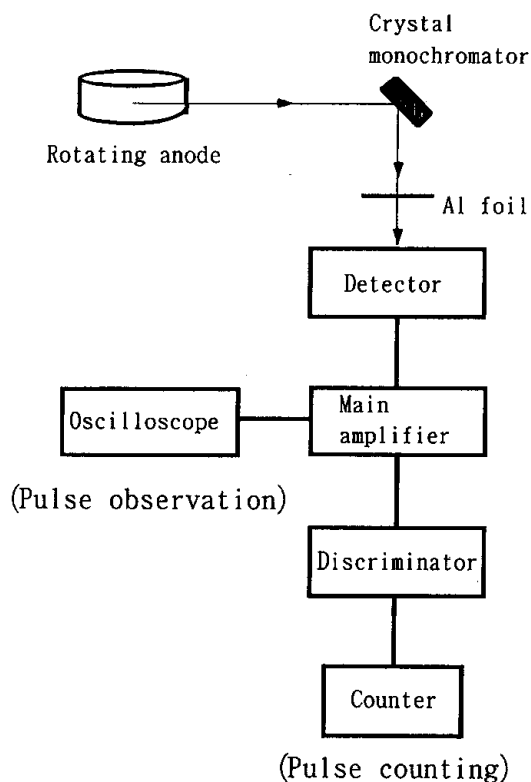 Crystal
monochromator
Rotating anode
Al foil
Detector
Main
amplifier
Oscilloscope
(Pulse observation)
Discriminator
Counter
(Pulse counting)